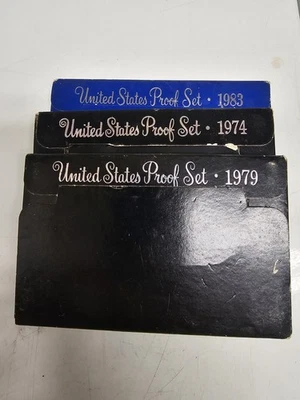 United States Proof Set · 1983
United States Proof Set · 1974
United States Proof Set · 1979